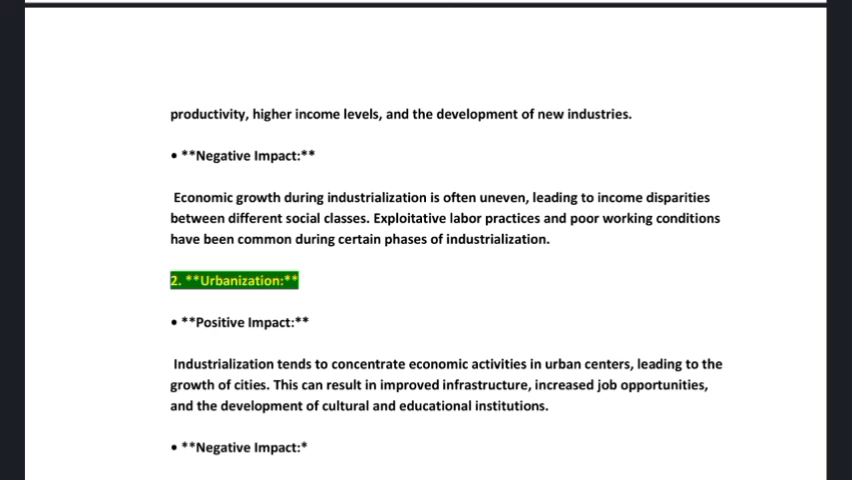 productivity, higher income levels, and the development of new industries.
• **Negative Impact:**
Economic growth during industrialization is often uneven, leading to income disparities
between different social classes. Exploitative labor practices and poor working conditions
have been common during certain phases of industrialization.
2. **Urbanization:**
• **Positive Impact:**
Industrialization tends to concentrate economic activities in urban centers, leading to the
growth of cities. This can result in improved infrastructure, increased job opportunities,
and the development of cultural and educational institutions.
• **Negative Impact:*